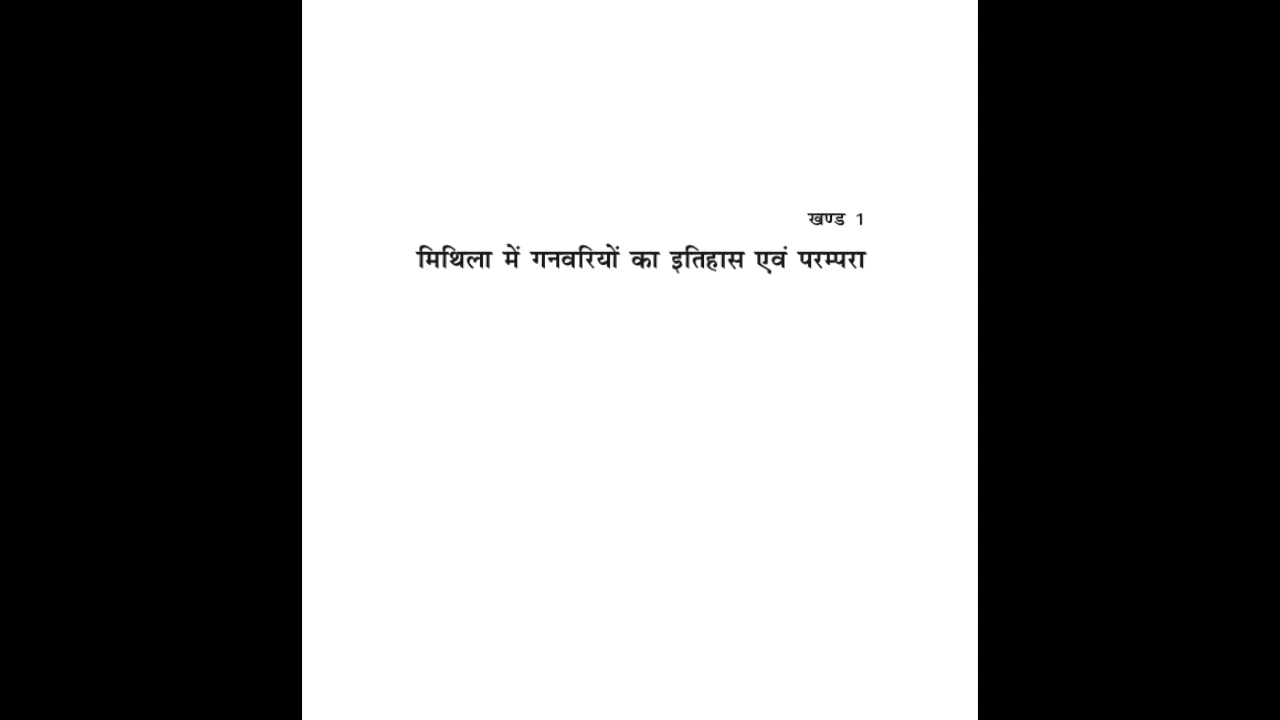 खण्ड 1
मिथिला में गनवरियों का इतिहास एवं परम्परा